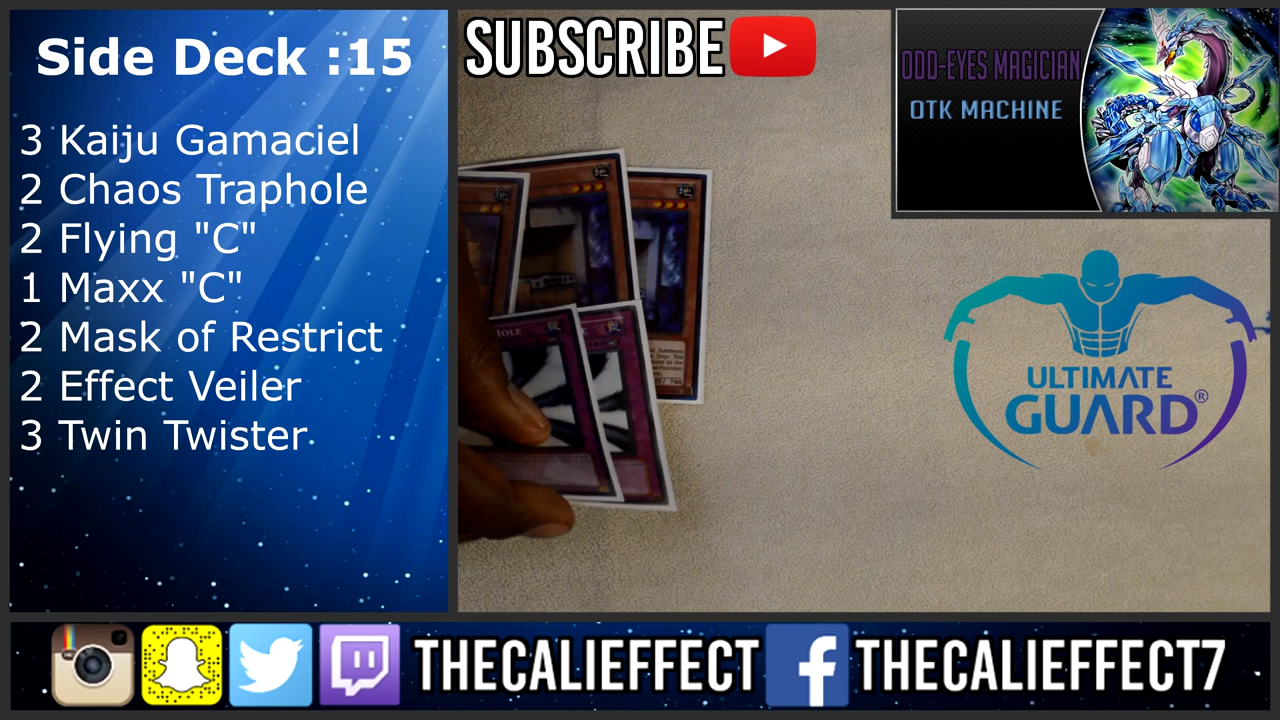 Side Deck :15
3 Kaiju Gamaciel
2 Chaos Traphole
2 Flying "C"
1 Maxx "C"
2 Mask of Restrict
2 Effect Veiler
3 Twin Twister
SUBSCRIBE
ODD-EYES MAGICIAN
OTK MACHINE
ULTIMATE
GUARD®
THECALIEFFECT
THECALIEFFECT7